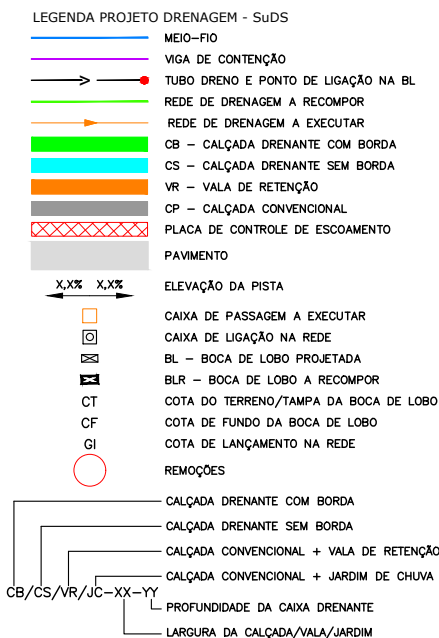 LEGENDA PROJETO DRENAGEM - SuDS
MEIO-FIO
VIGA DE CONTENÇÃO
TUBO DRENO E PONTO DE LIGAÇÃO NA BL
REDE DE DRENAGEM A RECOMPOR
REDE DE DRENAGEM A EXECUTAR
CB - CALÇADA DRENANTE COM BORDA
CS - CALÇADA DRENANTE SEM BORDA
VR - VALA DE RETENÇÃO
CP - CALÇADA CONVENCIONAL
PLACA DE CONTROLE DE ESCOAMENTO
PAVIMENTO
X,X% X,X% ELEVAÇÃO DA PISTA
CAIXA DE PASSAGEM A EXECUTAR
CAIXA DE LIGAÇÃO NA REDE
BL - BOCA DE LOBO PROJETADA
BLR - BOCA DE LOBO A RECOMPOR
CT COTA DO TERRENO/TAMPA DA BOCA DE LOBO
CF COTA DE FUNDO DA BOCA DE LOBO
GI COTA DE LANÇAMENTO NA REDE
REMOÇÕES
CALÇADA DRENANTE COM BORDA
CALÇADA DRENANTE SEM BORDA
CALÇADA CONVENCIONAL + VALA DE RETENÇÃO
CALÇADA CONVENCIONAL + JARDIM DE CHUVA
CB/CS/VR/JC-XX-YY
PROFUNDIDADE DA CAIXA DRENANTE
LARGURA DA CALÇADA/VALA/JARDIM